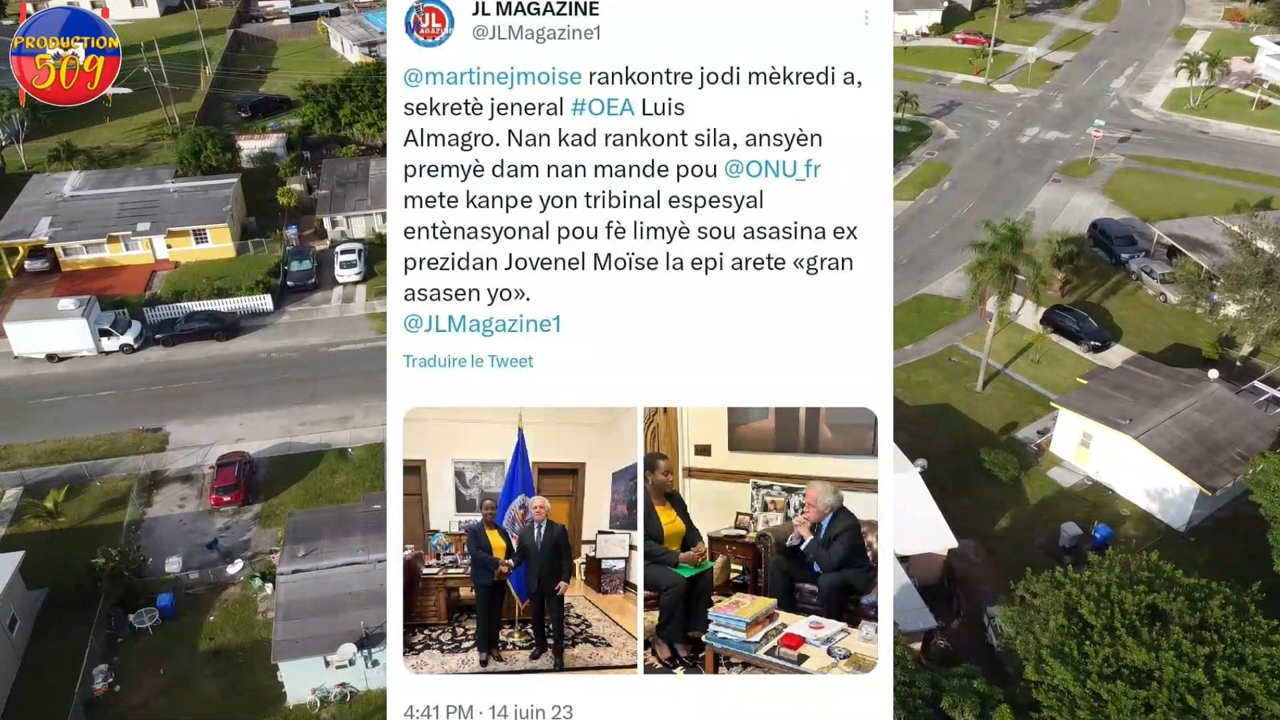 PRODUCTION
509
JL MAGAZINE
@JLMagazine1
@martinejmoise rankontre jodi mèkredi a,
sekretè jeneral #OEA Luis
Almagro. Nan kad rankont sila, ansyèn
premyè dam nan mande pou @ONU_fr
mete kanpe yon tribinal espesyal
entènasyonal pou fè limyè sou asasina ex
prezidan Jovenel Moïse la epi arete «gran
asasen yo».
@JLMagazine1
Traduire le Tweet
4:41 PM · 14 juin 23